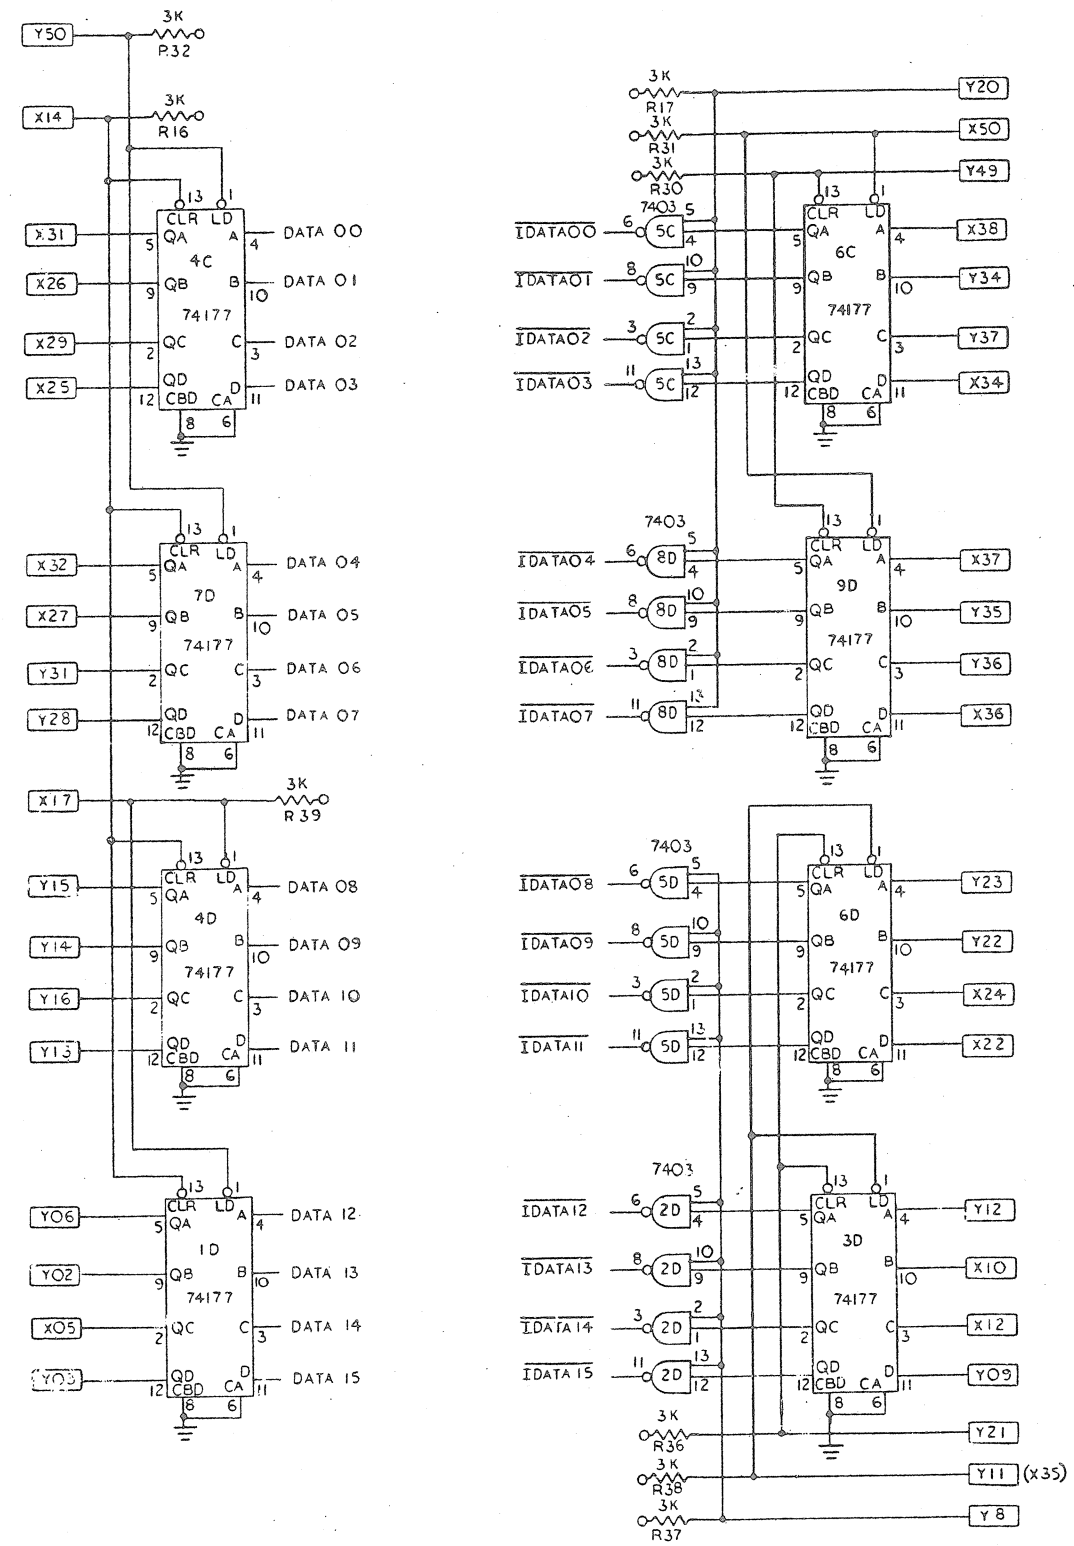 Y50
3K
R32
X14
3K
R16
13
1
CLR
LD
X31
5
QA
A
4
DATA 00
4C
X26
9
QB
B
10
DATA 01
74177
X29
2
QC
C
3
DATA 02
X25
12
QD
D
11
DATA 03
CBD
CA
8
6
13
1
CLR
LD
X32
5
QA
A
4
DATA 04
7D
X27
9
QB
B
10
DATA 05
74177
Y31
2
QC
C
3
DATA 06
Y28
12
QD
D
11
DATA 07
CBD
CA
8
6
X17
3K
R39
13
1
CLR
LD
Y15
5
QA
A
4
DATA 08
4D
Y14
9
QB
B
10
DATA 09
74177
Y16
2
QC
C
3
DATA 10
Y13
12
QD
D
11
DATA 11
CBD
CA
8
6
13
1
CLR
LD
Y06
5
QA
A
4
DATA 12
1D
Y02
9
QB
B
10
DATA 13
74177
X05
2
QC
C
3
DATA 14
12
QD
D
11
DATA 15
CBD
CA
8
6
3K
R17
Y20
3K
R31
X50
3K
R30
Y49
7403
13
1
CLR
LD
IDATA00
6
5C
5
4
5
QA
A
4
X38
6C
IDATA01
8
5C
10
9
9
QB
B
10
Y34
74177
IDATA02
3
5C
2
1
2
QC
C
3
Y37
IDATA03
11
5C
13
12
12
QD
D
11
X34
CBD
CA
8
6
7403
13
1
CLR
LD
IDATA04
6
8D
5
4
5
QA
A
4
X37
9D
IDATA05
8
8D
10
9
9
QB
B
10
Y35
74177
IDATA06
3
8D
2
1
2
QC
C
3
Y36
IDATA07
11
8D
13
12
12
QD
D
11
X36
CBD
CA
8
6
7403
13
1
CLR
LD
IDATA08
6
5D
5
4
5
QA
A
4
Y23
6D
IDATA09
8
5D
10
9
9
QB
B
10
Y22
74177
IDATA10
3
5D
2
1
2
QC
C
3
X24
IDATA11
11
5D
13
12
12
QD
D
11
X22
CBD
CA
8
6
7403
13
1
CLR
LD
IDATA12
6
2D
5
4
5
QA
A
4
Y12
3D
IDATA13
8
2D
10
9
9
QB
B
10
X10
74177
IDATA14
3
2D
2
1
2
QC
C
3
X12
IDATA15
11
2D
13
12
12
QD
D
11
Y09
CBD
CA
8
6
3K
R36
Y21
3K
R38
Y11 (X35)
3K
R37
Y8